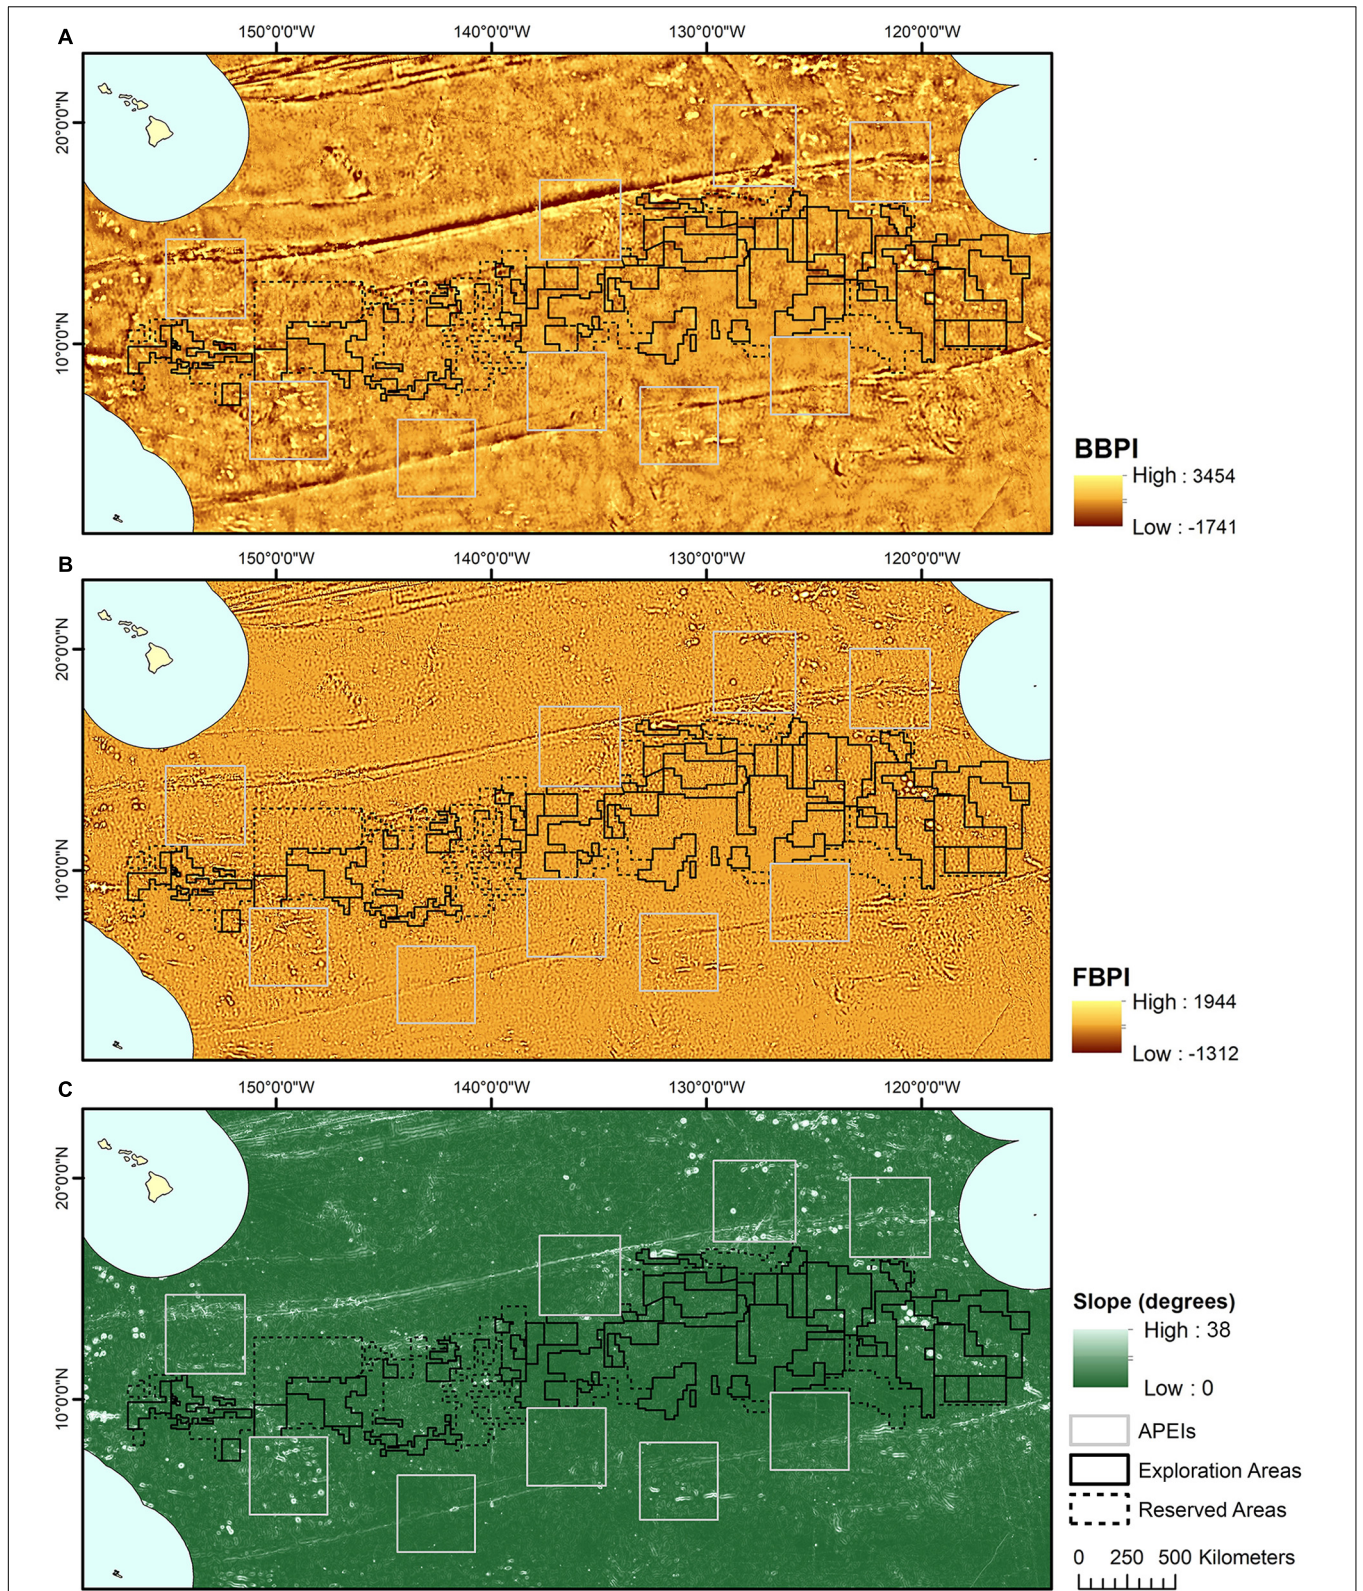 A
150°0'0"W 140°0'0"W 130°0'0"W 120°0'0"W
20°0'0"N
10°0'0"N
BBPI
High : 3454
Low : -1741
B
150°0'0"W 140°0'0"W 130°0'0"W 120°0'0"W
20°0'0"N
10°0'0"N
FBPI
High : 1944
Low : -1312
C
150°0'0"W 140°0'0"W 130°0'0"W 120°0'0"W
20°0'0"N
10°0'0"N
Slope (degrees)
High : 38
Low : 0
APEIs
Exploration Areas
Reserved Areas
0 250 500 Kilometers